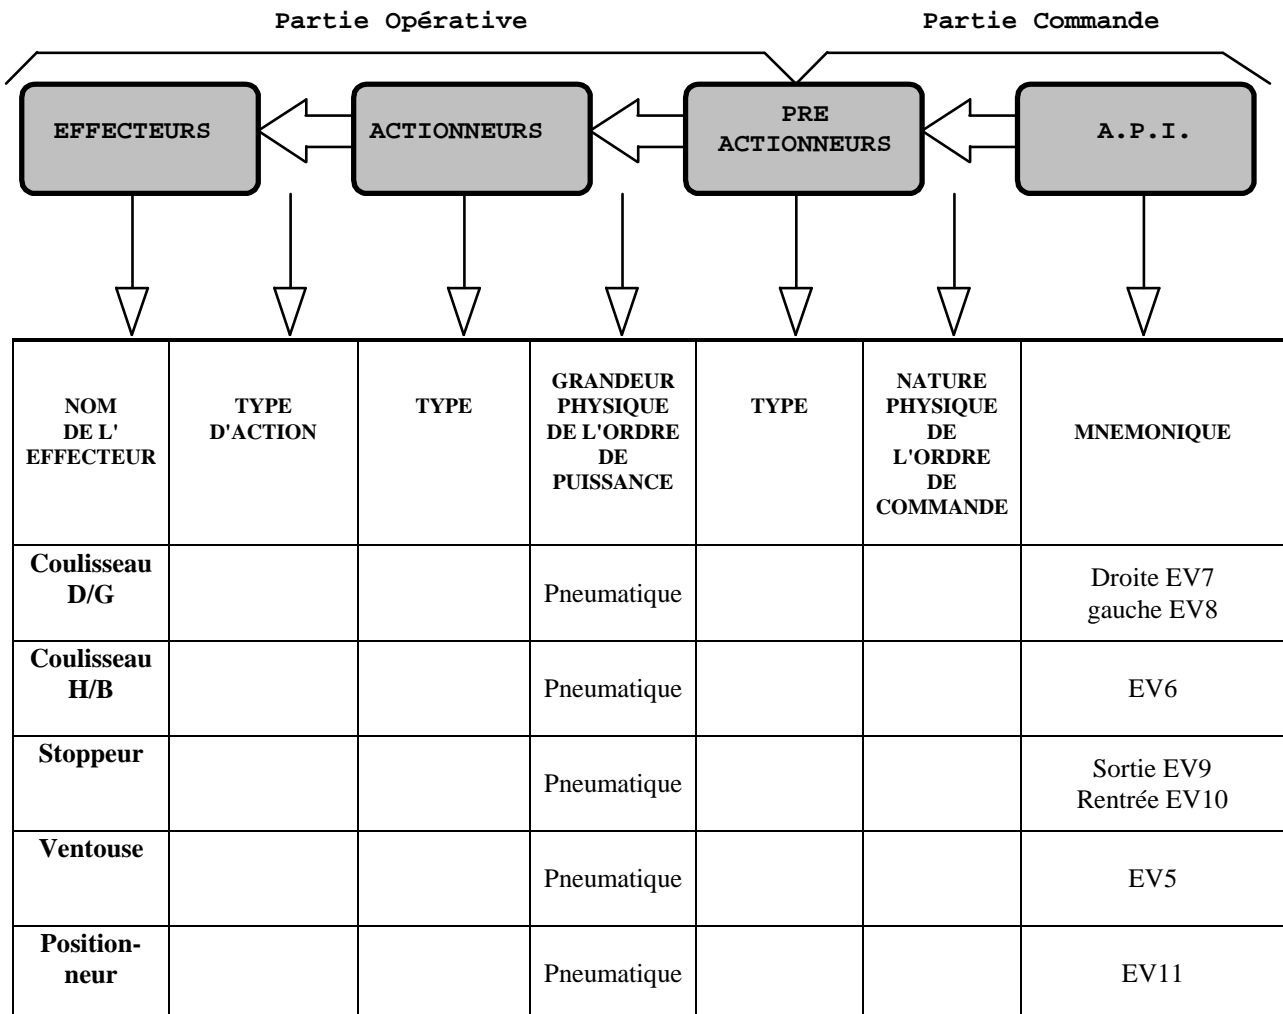 Partie Opérative
Partie Commande
EFFECTEURS
ACTIONNEURS
PRE
ACTIONNEURS
A.P.I.
NOM
DE L'
EFFECTEUR
TYPE
D'ACTION
TYPE
GRANDEUR
PHYSIQUE
DE L'ORDRE
DE
PUISSANCE
TYPE
NATURE
PHYSIQUE
DE
L'ORDRE
DE
COMMANDE
MNEMONIQUE
Coulisseau
D/G
Pneumatique
Droite EV7
gauche EV8
Coulisseau
H/B
Pneumatique
EV6
Stoppeur
Pneumatique
Sortie EV9
Rentrée EV10
Ventouse
Pneumatique
EV5
Position-
neur
Pneumatique
EV11